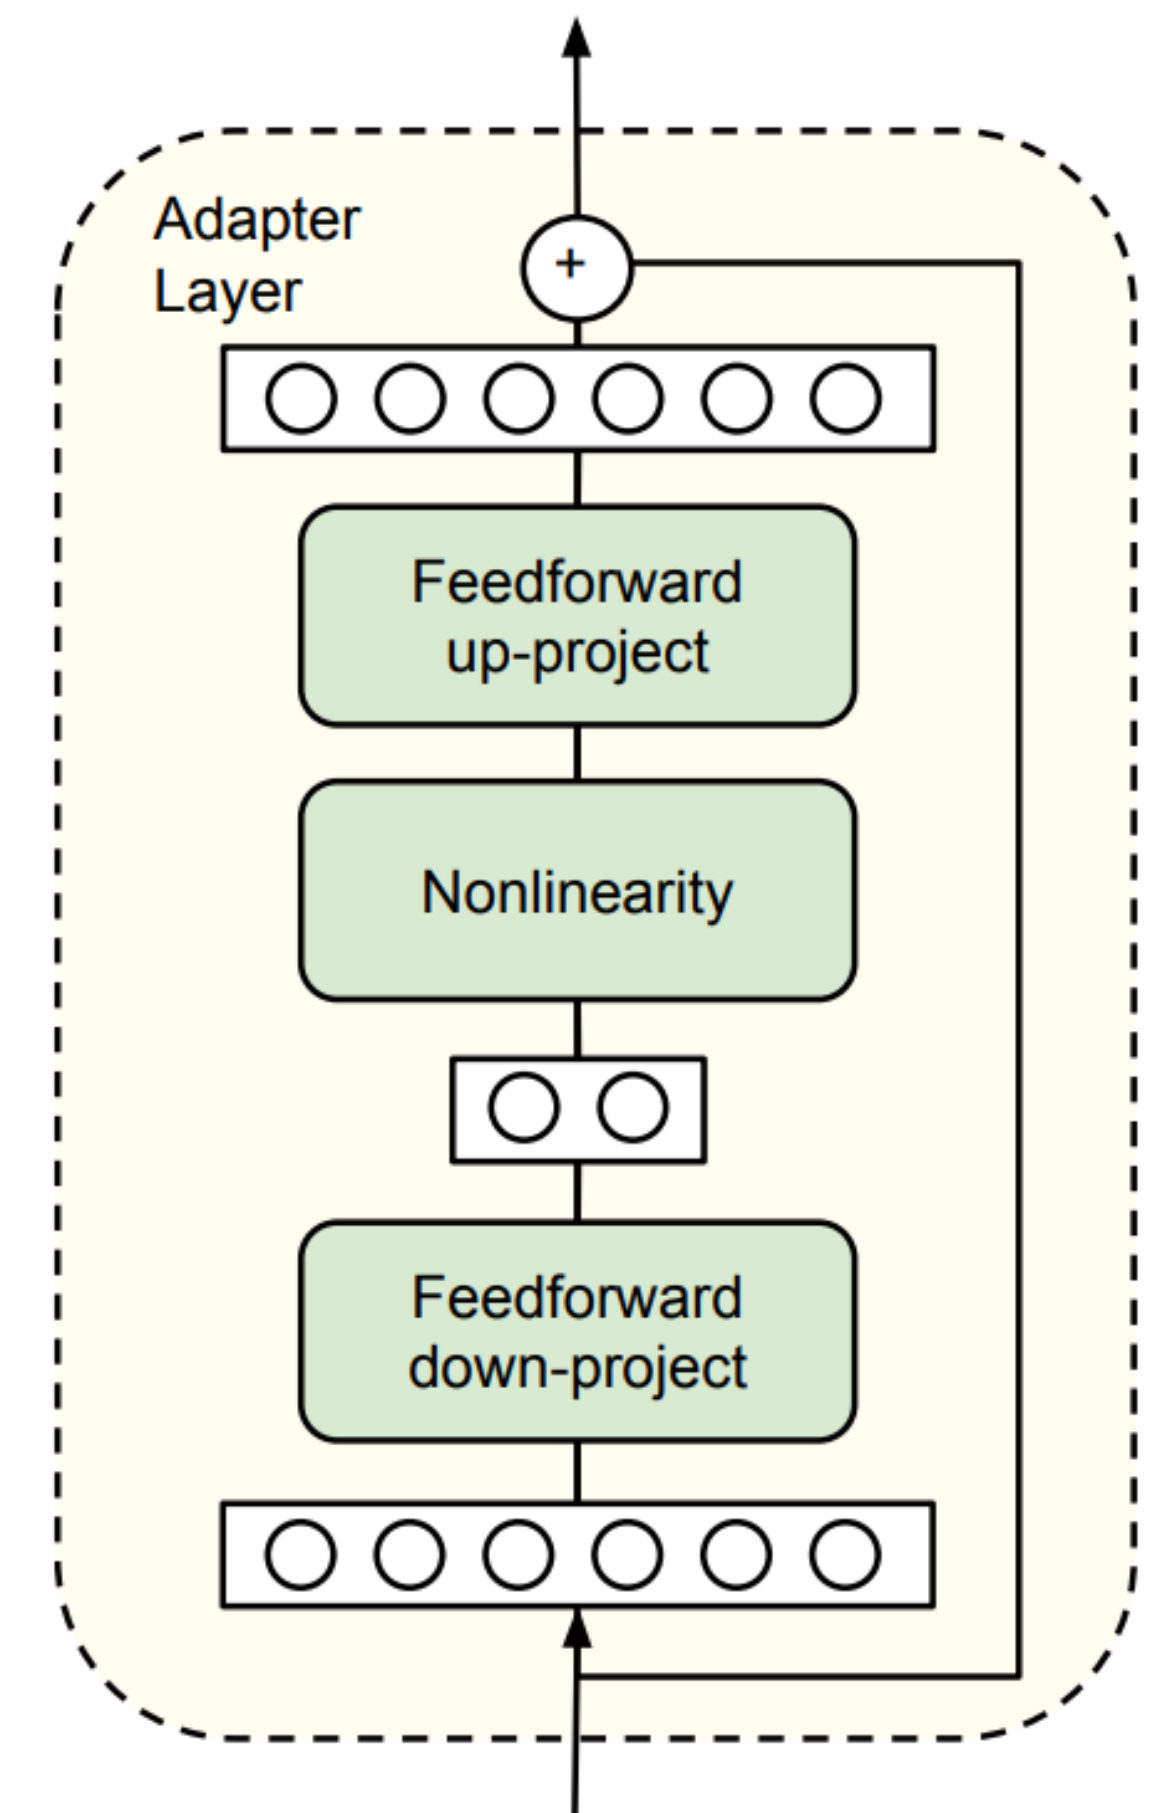 Adapter
Layer
+
Feedforward
up-project
Nonlinearity
Feedforward
down-project